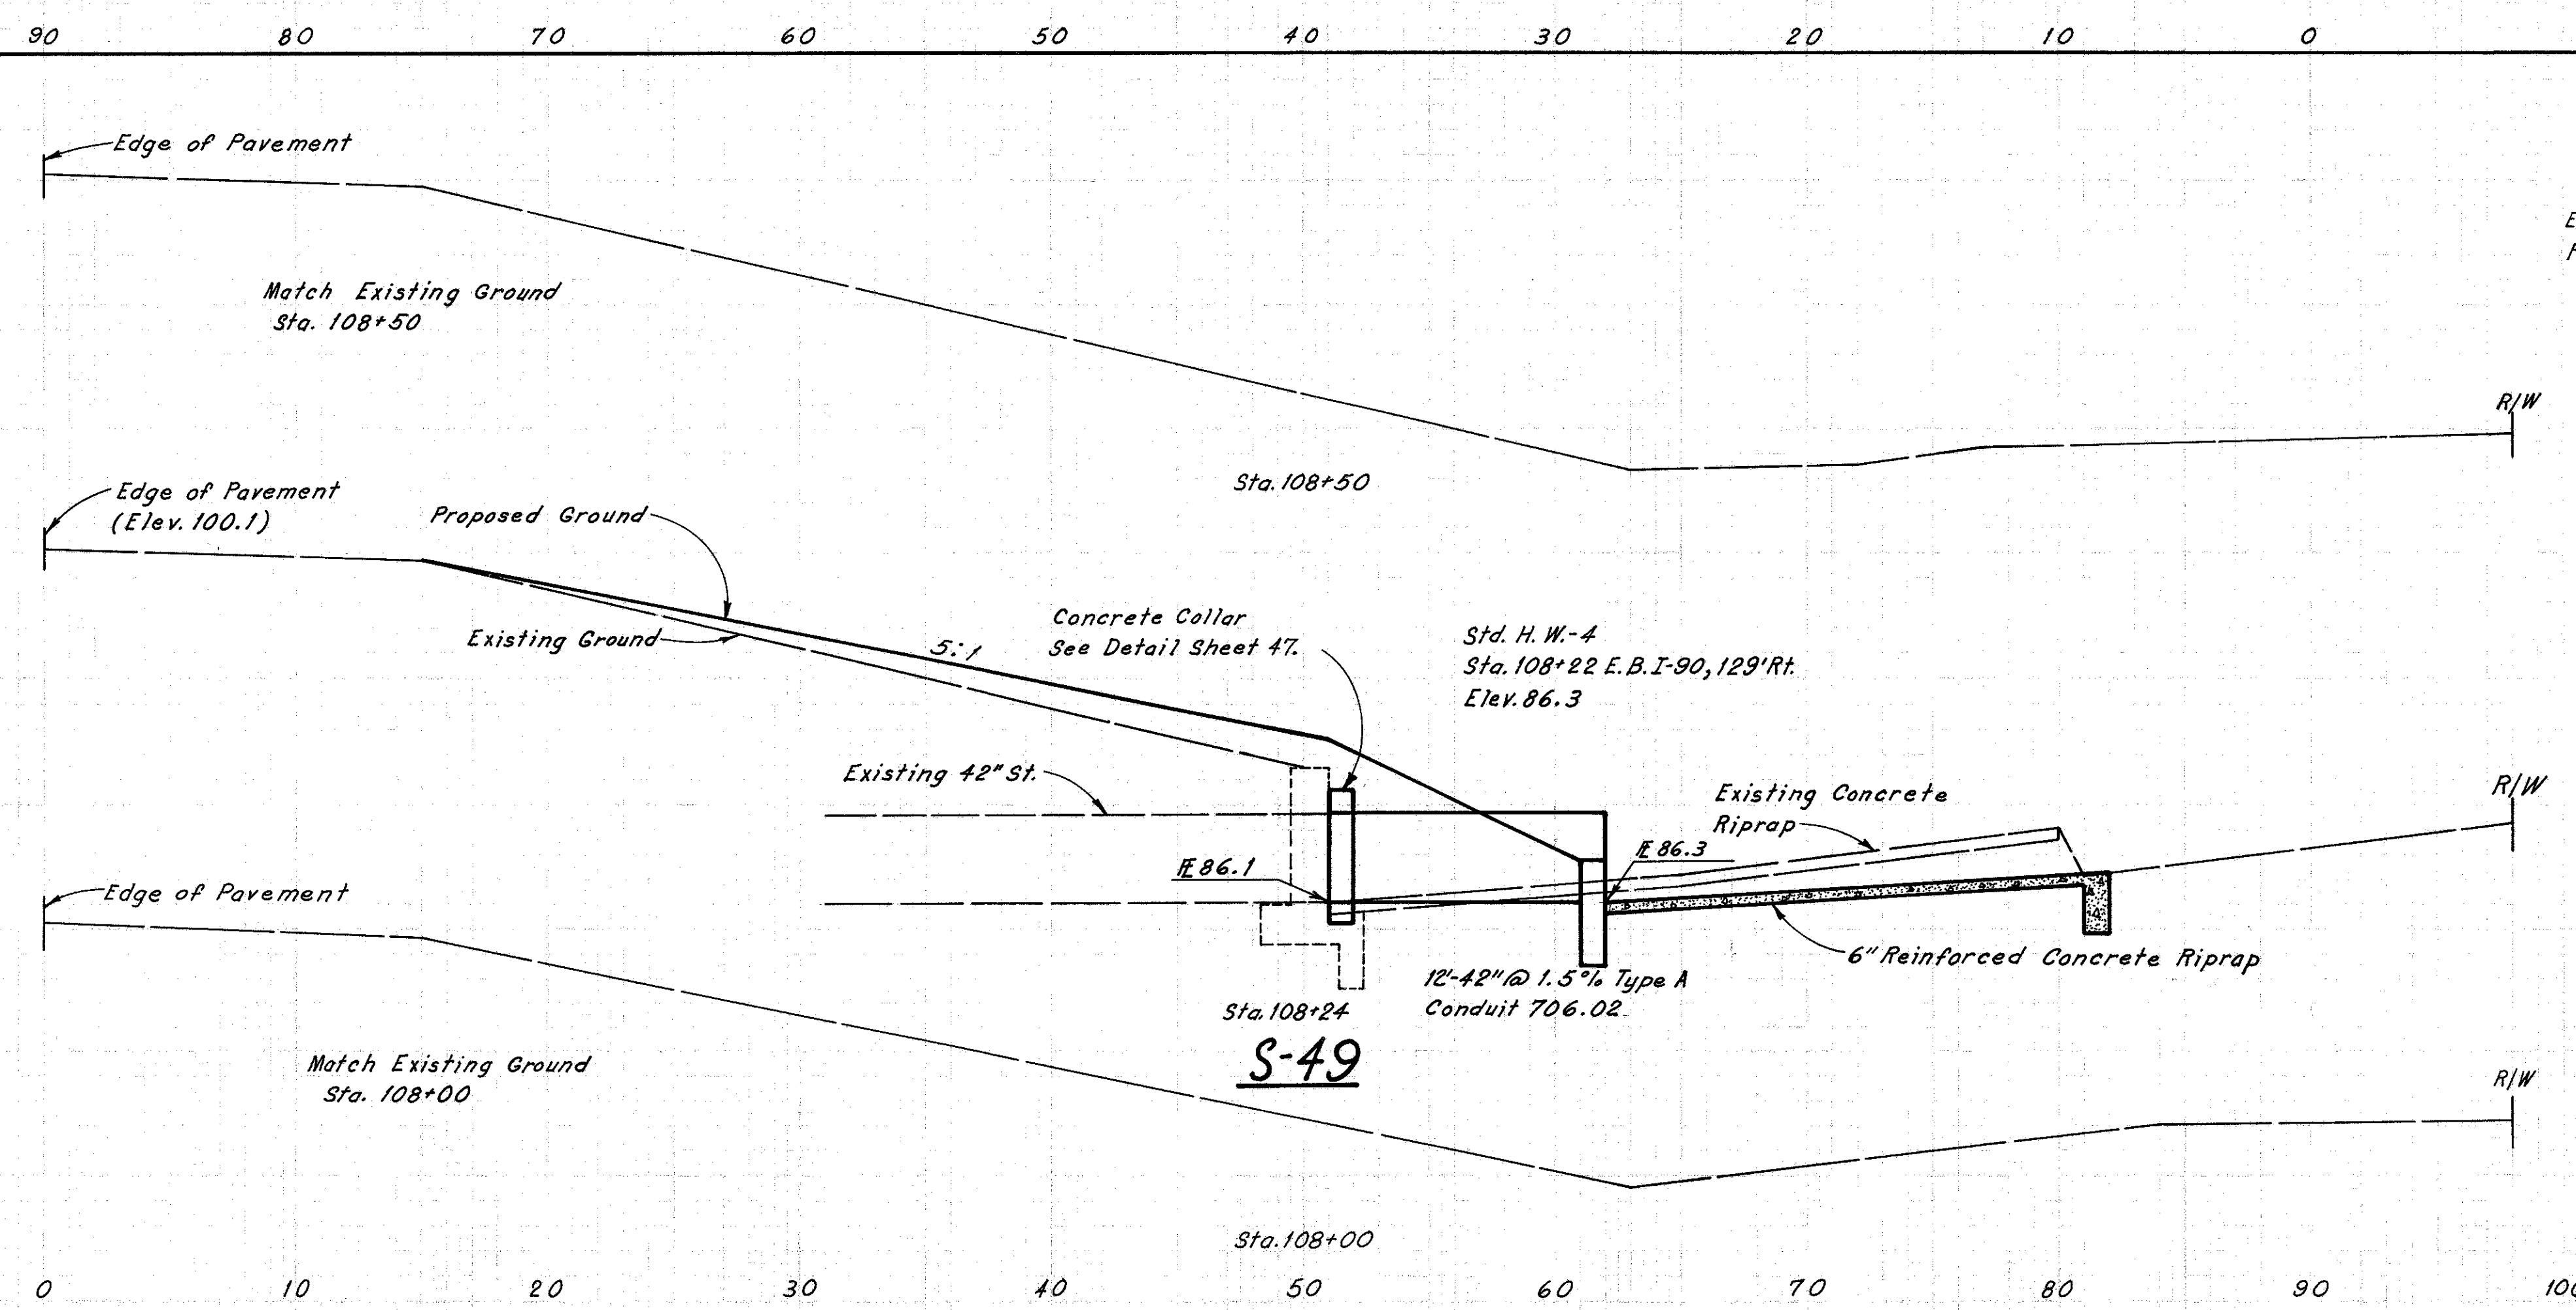 90 80 70 60 50 40 30 20 10 0
Edge of Pavement
Match Existing Ground
Sta. 108+50
R/W
Sta. 108+50
Edge of Pavement
(Elev. 100.1)
Proposed Ground
Existing Ground
5:1
Concrete Collar
See Detail Sheet 47.
Std. H. W.-4
Sta. 108+22 E.B.I-90, 129' Rt.
Elev. 86.3
Existing 42" St.
Existing Concrete
Riprap
R/W
FE 86.1
FE 86.3
Edge of Pavement
6" Reinforced Concrete Riprap
12'-42" @ 1.5% Type A
Conduit 706.02
Sta. 108+24
S-49
Match Existing Ground
Sta. 108+00
R/W
Sta. 108+00
0 10 20 30 40 50 60 70 80 90 100